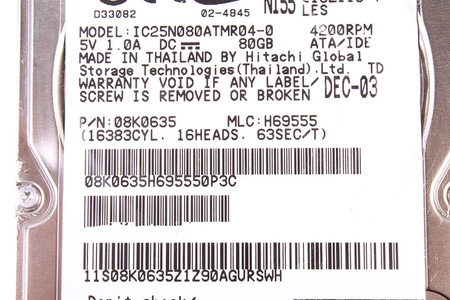 D33082 02-4845 N155
LES
MODEL:IC25N080ATMR04-0 4200RPM
5V 1.0A DC 80GB ATA/IDE
MADE IN THAILAND BY Hitachi Global
Storage Technologies(Thailand).Ltd. TD
WARRANTY VOID IF ANY LABEL/
SCREW IS REMOVED OR BROKEN DEC-03
P/N:08K0635 MLC:H69555
(16383CYL. 16HEADS. 63SEC/T)
08K0635H695550P3C
11S08K0635Z1Z90AGURSWH